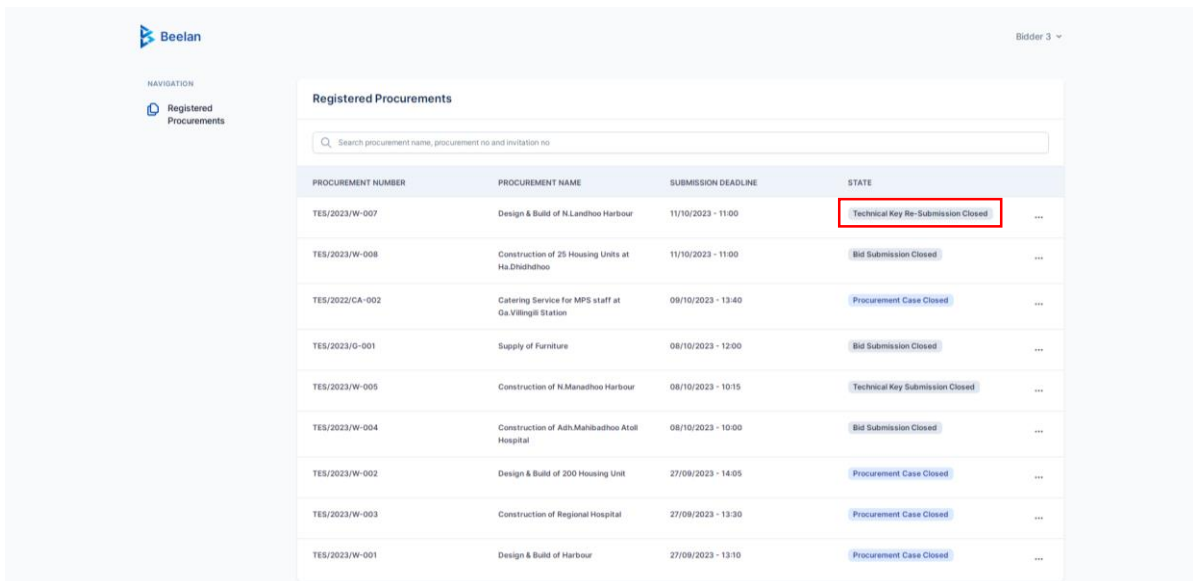 Beelan
Bidder 3
NAVIGATION
Registered
Procurements
Registered Procurements
Search procurement name, procurement no and invitation no
PROCUREMENT NUMBER PROCUREMENT NAME SUBMISSION DEADLINE STATE
TES/2023/W-007 Design & Build of N.Landhoo Harbour 11/10/2023 - 11:00 Technical Key Re-Submission Closed ...
TES/2023/W-008 Construction of 25 Housing Units at 11/10/2023 - 11:00 Bid Submission Closed ...
Ha.Dhidhdhoo
TES/2022/CA-002 Catering Service for MPS staff at 09/10/2023 - 13:40 Procurement Case Closed ...
Ga.Villingili Station
TES/2023/G-001 Supply of Furniture 08/10/2023 - 12:00 Bid Submission Closed ...
TES/2023/W-005 Construction of N.Manadhoo Harbour 08/10/2023 - 10:15 Technical Key Submission Closed ...
TES/2023/W-004 Construction of Adh.Mahibadhoo Atoll 08/10/2023 - 10:00 Bid Submission Closed ...
Hospital
TES/2023/W-002 Design & Build of 200 Housing Unit 27/09/2023 - 14:05 Procurement Case Closed ...
TES/2023/W-003 Construction of Regional Hospital 27/09/2023 - 13:30 Procurement Case Closed ...
TES/2023/W-001 Design & Build of Harbour 27/09/2023 - 13:10 Procurement Case Closed ...